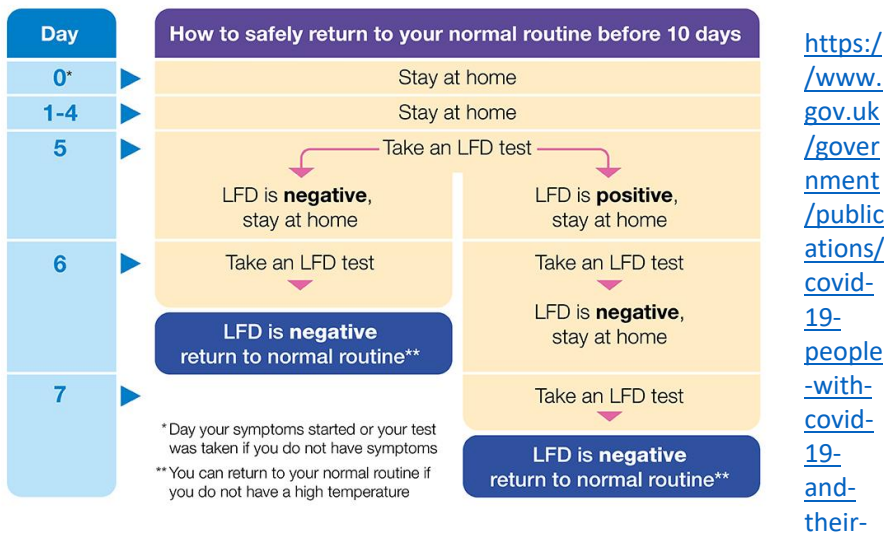 Day
How to safely return to your normal routine before 10 days
0*
Stay at home
1-4
Stay at home
5
Take an LFD test
LFD is negative,
stay at home
LFD is positive,
stay at home
6
Take an LFD test
LFD is negative
return to normal routine**
Take an LFD test
LFD is negative,
stay at home
7
Take an LFD test
LFD is negative
return to normal routine**
*Day your symptoms started or your test
was taken if you do not have symptoms
**You can return to your normal routine if
you do not have a high temperature
https:/
/www.
gov.uk
/gover
nment
/public
ations/
covid-
19-
people
-with-
covid-
19-
and-
their-